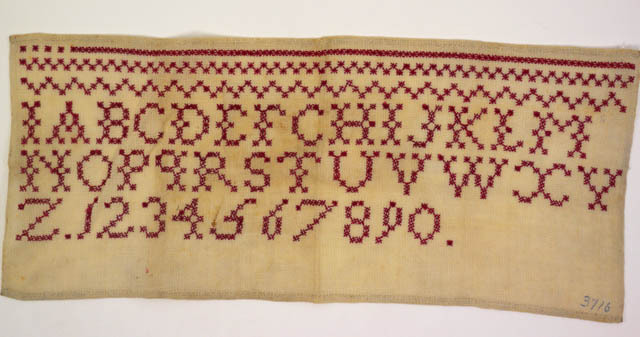 IABCDEFGHIJKLM
NOPQRSTUVWXY
Z.1234567890.
3716